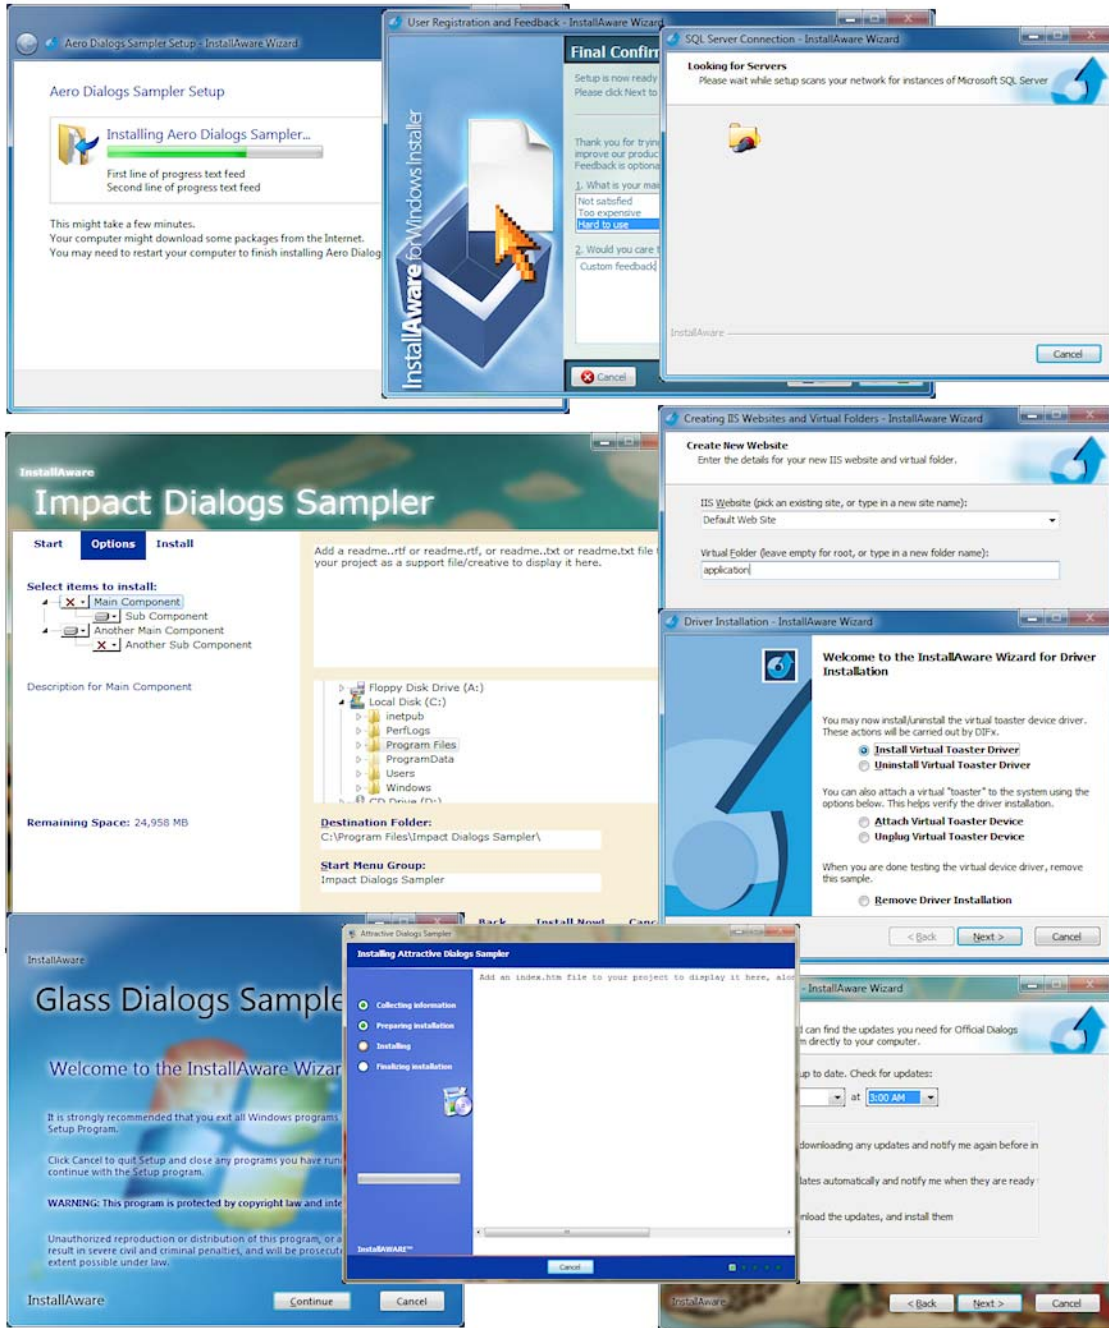 Aero Dialogs Sampler Setup - InstallAware Wizard
Aero Dialogs Sampler Setup
Installing Aero Dialogs Sampler...
First line of progress text feed
Second line of progress text feed
This might take a few minutes.
Your computer might download some packages from the Internet.
You may need to restart your computer to finish installing Aero Dialog
User Registration and Feedback - InstallAware Wizard
InstallAware for Windows Installer
Final Confirm
Setup is now ready
Please click Next to
Thank you for trying
improve our produc
Feedback is optiona
1. What is your mai
Not satisfied
Too expensive
Hard to use
2. Would you care t
Custom feedback
Cancel
SQL Server Connection - InstallAware Wizard
Looking for Servers
Please wait while setup scans your network for instances of Microsoft SQL Server
InstallAware
Cancel
InstallAware
Impact Dialogs Sampler
Start Options Install
Select items to install:
Main Component
Sub Component
Another Main Component
Another Sub Component
Description for Main Component
Remaining Space: 24,958 MB
Add a readme..rtf or readme.rtf, or readme..txt or readme.txt file
your project as a support file/creative to display it here.
Floppy Disk Drive (A:)
Local Disk (C:)
inetpub
PerfLogs
Program Files
ProgramData
Users
Windows
CD Drive (D:)
Destination Folder:
C:\Program Files\Impact Dialogs Sampler\
Start Menu Group:
Impact Dialogs Sampler
Back Install Now! Canc
Creating IIS Websites and Virtual Folders - InstallAware Wizard
Create New Website
Enter the details for your new IIS website and virtual folder.
IIS Website (pick an existing site, or type in a new site name):
Default Web Site
Virtual Folder (leave empty for root, or type in a new folder name):
application
Driver Installation - InstallAware Wizard
Welcome to the InstallAware Wizard for Driver
Installation
You may now install/uninstall the virtual toaster device driver.
These actions will be carried out by DIFx.
Install Virtual Toaster Driver
Uninstall Virtual Toaster Driver
You can also attach a virtual "toaster" to the system using the
options below. This helps verify the driver installation.
Attach Virtual Toaster Device
Unplug Virtual Toaster Device
When you are done testing the virtual device driver, remove
this sample.
Remove Driver Installation
< Back Next > Cancel
InstallAware
Glass Dialogs Sample
Welcome to the InstallAware Wizar
It is strongly recommended that you exit all Windows programs
Setup Program.
Click Cancel to quit Setup and close any programs you have runn
continue with the Setup program.
WARNING: This program is protected by copyright law and inte
Unauthorized reproduction or distribution of this program, or a
result in severe civil and criminal penalties, and will be prosecut
extent possible under law.
InstallAware
Continue Cancel
Attractive Dialogs Sampler
Installing Attractive Dialogs Sampler
Collecting information
Preparing installation
Installing
Finalizing installation
InstallAWARE™
Add an index.htm file to your project to display it here, alon
Cancel
- InstallAware Wizard
can find the updates you need for Official Dialogs
m directly to your computer.
up to date. Check for updates:
at 3:00 AM
downloading any updates and notify me again before in
lates automatically and notify me when they are ready
nload the updates, and install them
InstallAware
< Back Next > Cancel